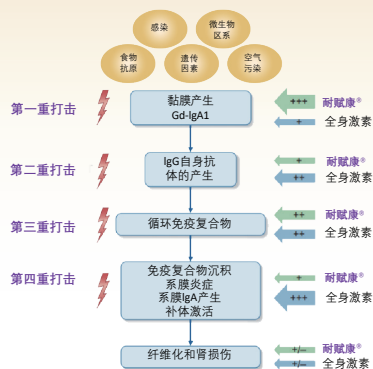 感染
微生物
区系
食物
抗原
遗传
因素
空气
污染
第一重打击
黏膜产生
Gd-IgA1
+++
耐赋康®
+
全身激素
第二重打击
IgG自身抗
体的产生
+
耐赋康®
++
全身激素
第三重打击
循环免疫复合物
++
耐赋康®
++
全身激素
第四重打击
免疫复合物沉积
系膜炎症
系膜IgA产生
补体激活
+
耐赋康®
+++
全身激素
纤维化和肾损伤
+/−
耐赋康®
+/−
全身激素